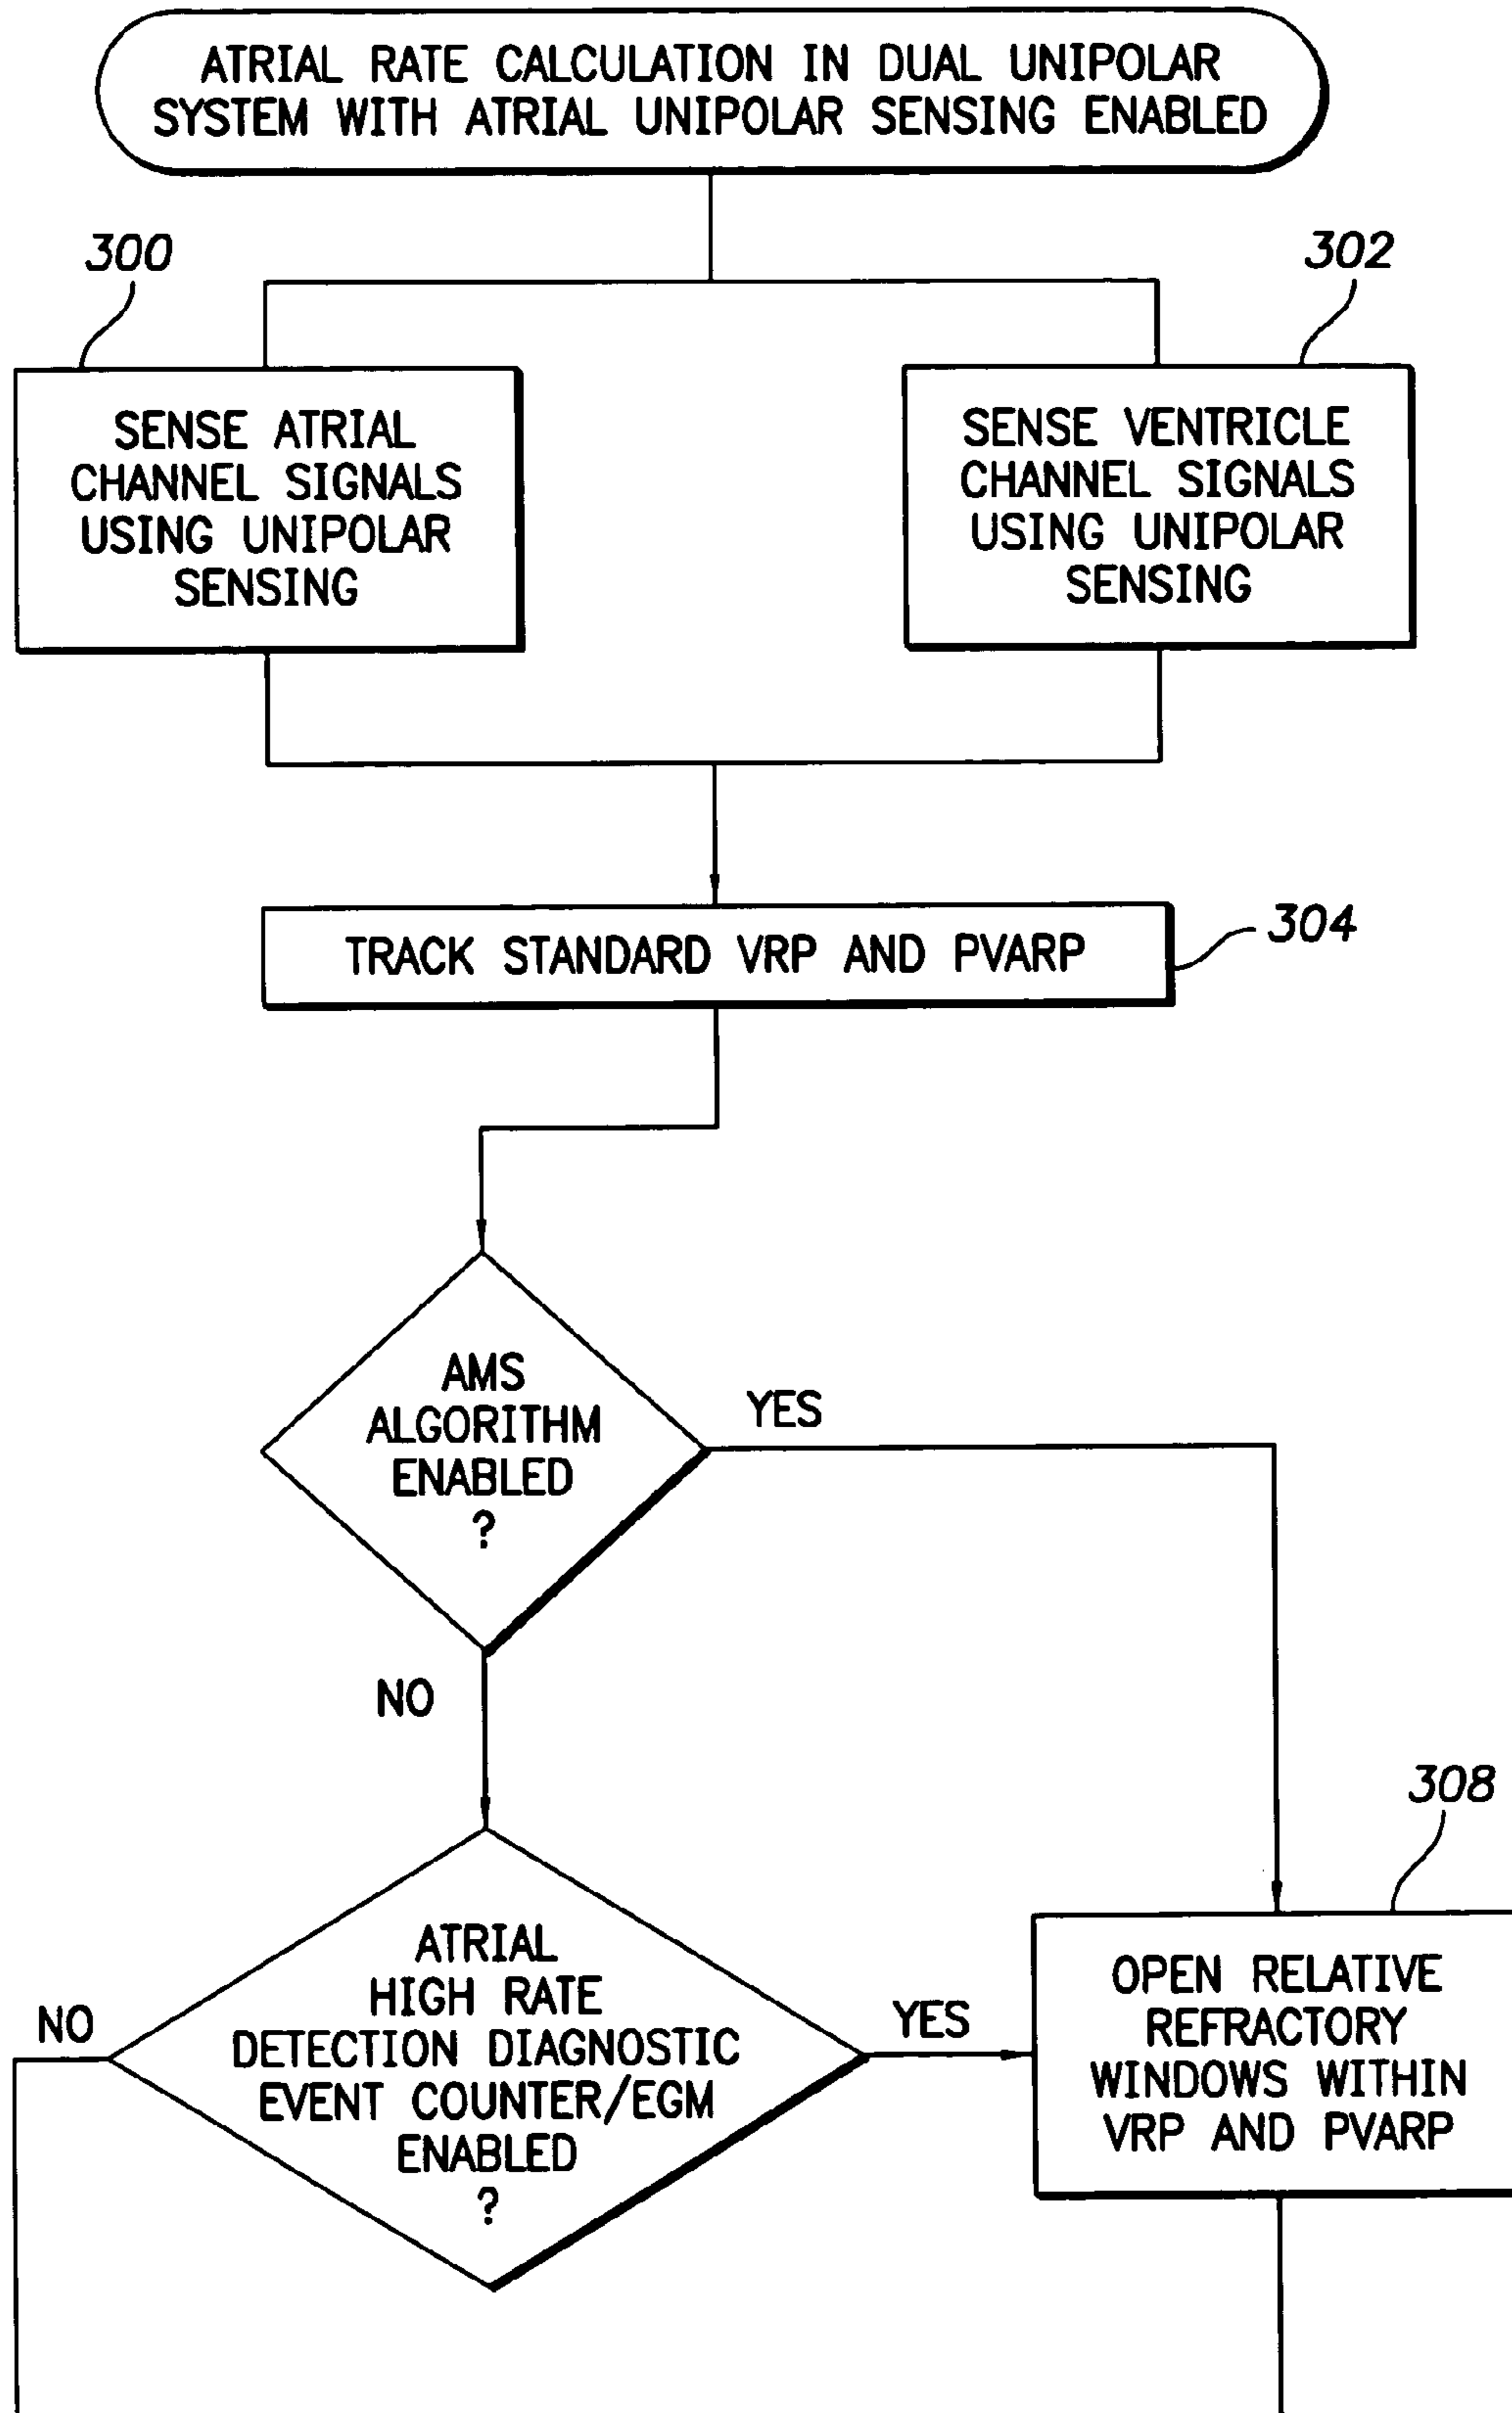 ATRIAL RATE CALCULATION IN DUAL UNIPOLAR
SYSTEM WITH ATRIAL UNIPOLAR SENSING ENABLED
300
302
SENSE ATRIAL
CHANNEL SIGNALS
USING UNIPOLAR
SENSING
SENSE VENTRICLE
CHANNEL SIGNALS
USING UNIPOLAR
SENSING
TRACK STANDARD VRP AND PVARP
304
AMS
ALGORITHM
ENABLED
?
YES
NO
308
ATRIAL
HIGH RATE
DETECTION DIAGNOSTIC
EVENT COUNTER/EGM
ENABLED
?
NO
YES
OPEN RELATIVE
REFRACTORY
WINDOWS WITHIN
VRP AND PVARP